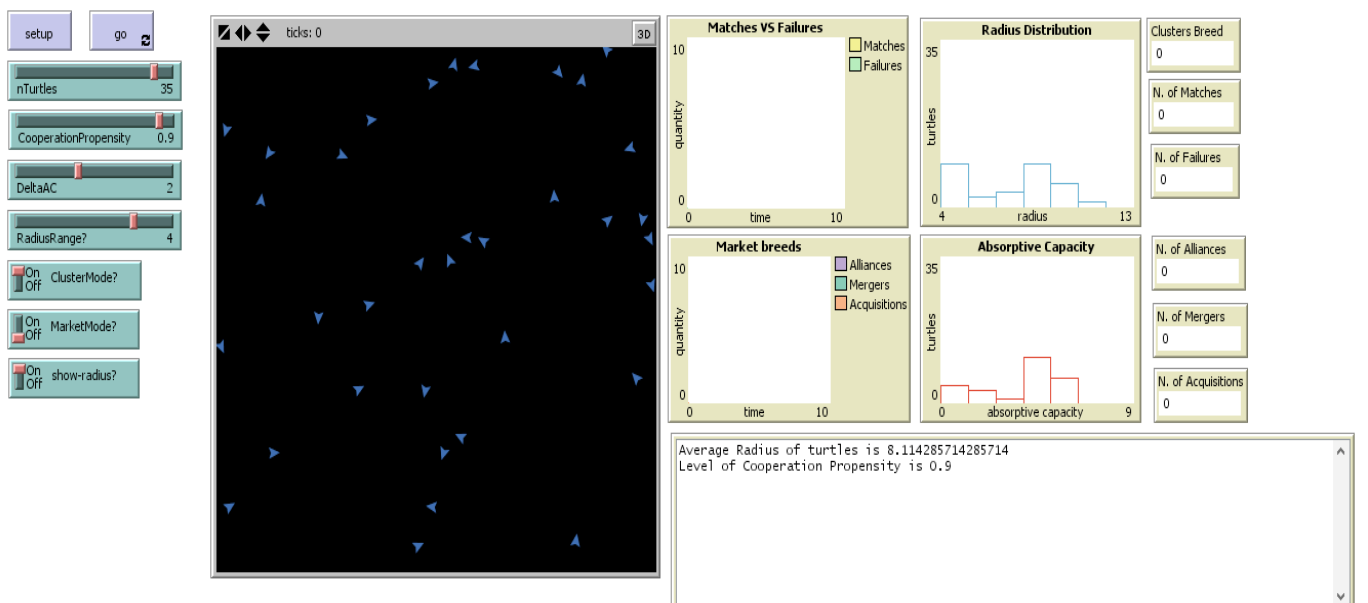 setup
go
nTurtles 35
CooperationPropensity 0.9
DeltaAC 2
RadiusRange? 4
On
Off
ClusterMode?
On
Off
MarketMode?
On
Off
show-radius?
ticks: 0
3D
Matches VS Failures
10
quantity
0
0 time 10
Matches
Failures
Radius Distribution
35
turtles
0
4 radius 13
Clusters Breed
0
N. of Matches
0
N. of Failures
0
Market breeds
10
quantity
0
0 time 10
Alliances
Mergers
Acquisitions
Absorptive Capacity
35
turtles
0
0 absorptive capacity 9
N. of Alliances
0
N. of Mergers
0
N. of Acquisitions
0
Average Radius of turtles is 8.114285714285714
Level of Cooperation Propensity is 0.9